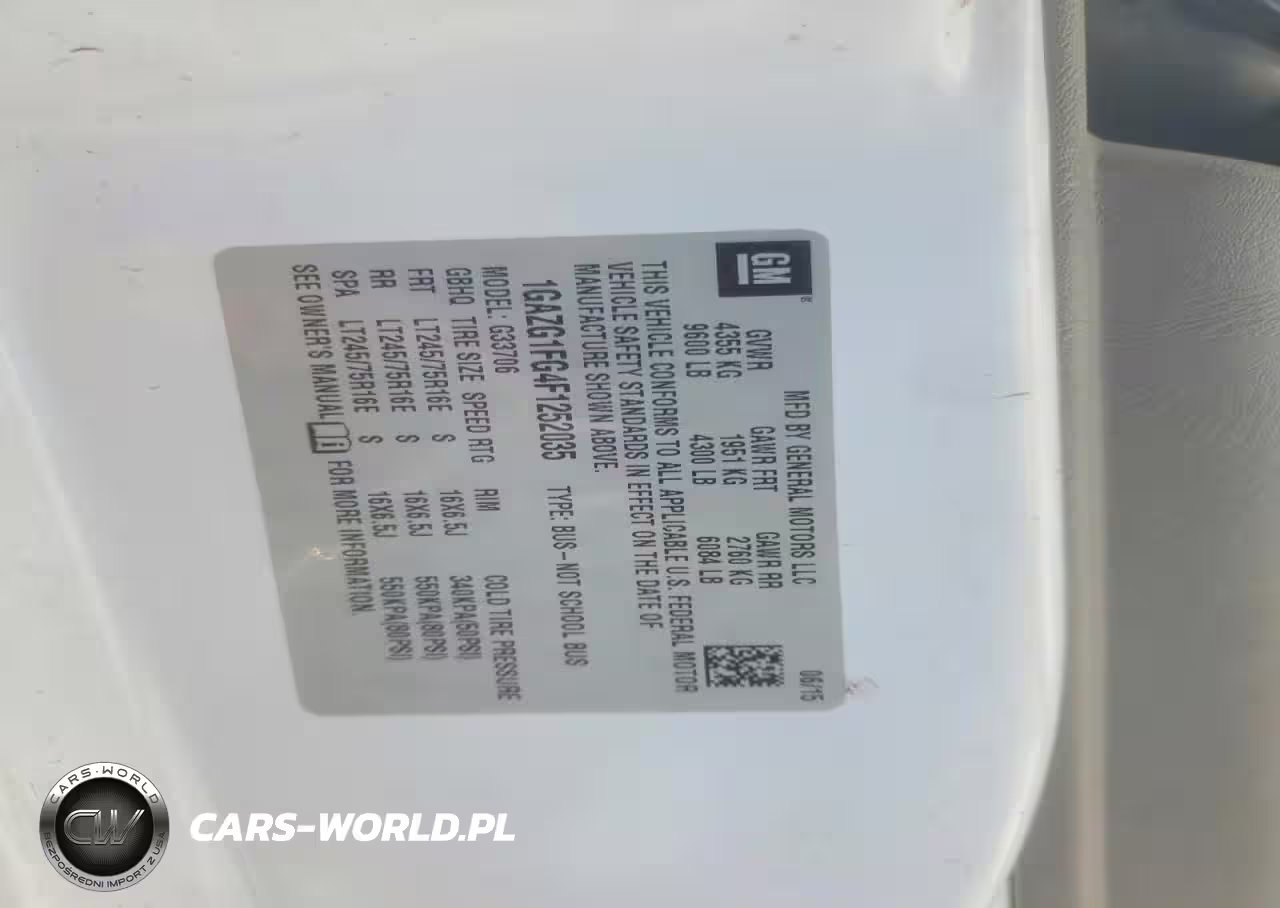 GM
®
MFD BY GENERAL MOTORS LLC 06/15
GVWR GAWR FRT GAWR RR
4355 KG 1951 KG 2760 KG
9600 LB 4300 LB 6084 LB
THIS VEHICLE CONFORMS TO ALL APPLICABLE U.S. FEDERAL MOTOR
VEHICLE SAFETY STANDARDS IN EFFECT ON THE DATE OF
MANUFACTURE SHOWN ABOVE.
1GAZG1FG4F1252035 TYPE: BUS-NOT SCHOOL BUS
MODEL: G33706
GBHQ TIRE SIZE SPEED RTG RIM COLD TIRE PRESSURE
FRT LT245/75R16E S 16X6.5J 340KPA(50PSI)
RR LT245/75R16E S 16X6.5J 550KPA(80PSI)
SPA LT245/75R16E S 16X6.5J 550KPA(80PSI)
SEE OWNER'S MANUAL FOR MORE INFORMATION.
CARS-WORLD
CW
BEZPOŚREDNI IMPORT Z USA
CARS-WORLD.PL